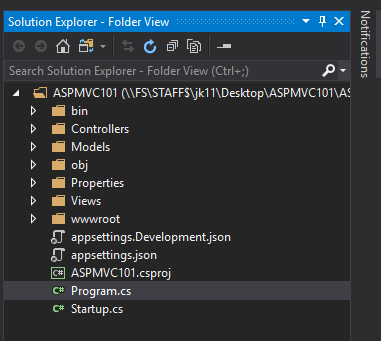 Solution Explorer - Folder View
Search Solution Explorer - Folder View (Ctrl+;)
ASPMVC101 (\\FS\STAFF$\jk11\Desktop\ASPMVC101\AS
bin
Controllers
Models
obj
Properties
Views
wwwroot
appsettings.Development.json
appsettings.json
C# ASPMVC101.csproj
C# Program.cs
C# Startup.cs
Notifications